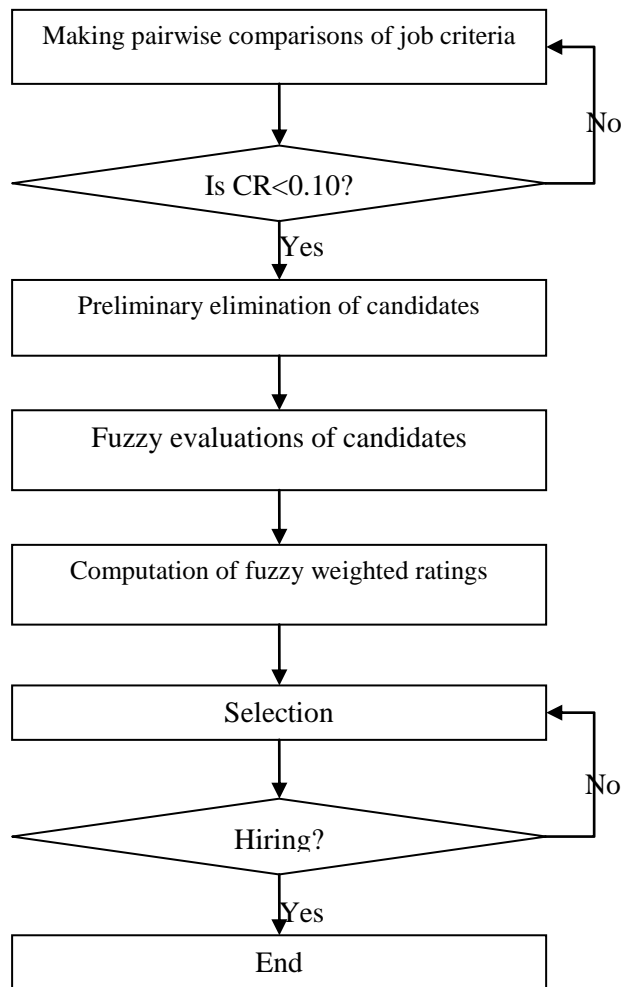 Making pairwise comparisons of job criteria
No
Is CR<0.10?
Yes
Preliminary elimination of candidates
Fuzzy evaluations of candidates
Computation of fuzzy weighted ratings
Selection
No
Hiring?
Yes
End